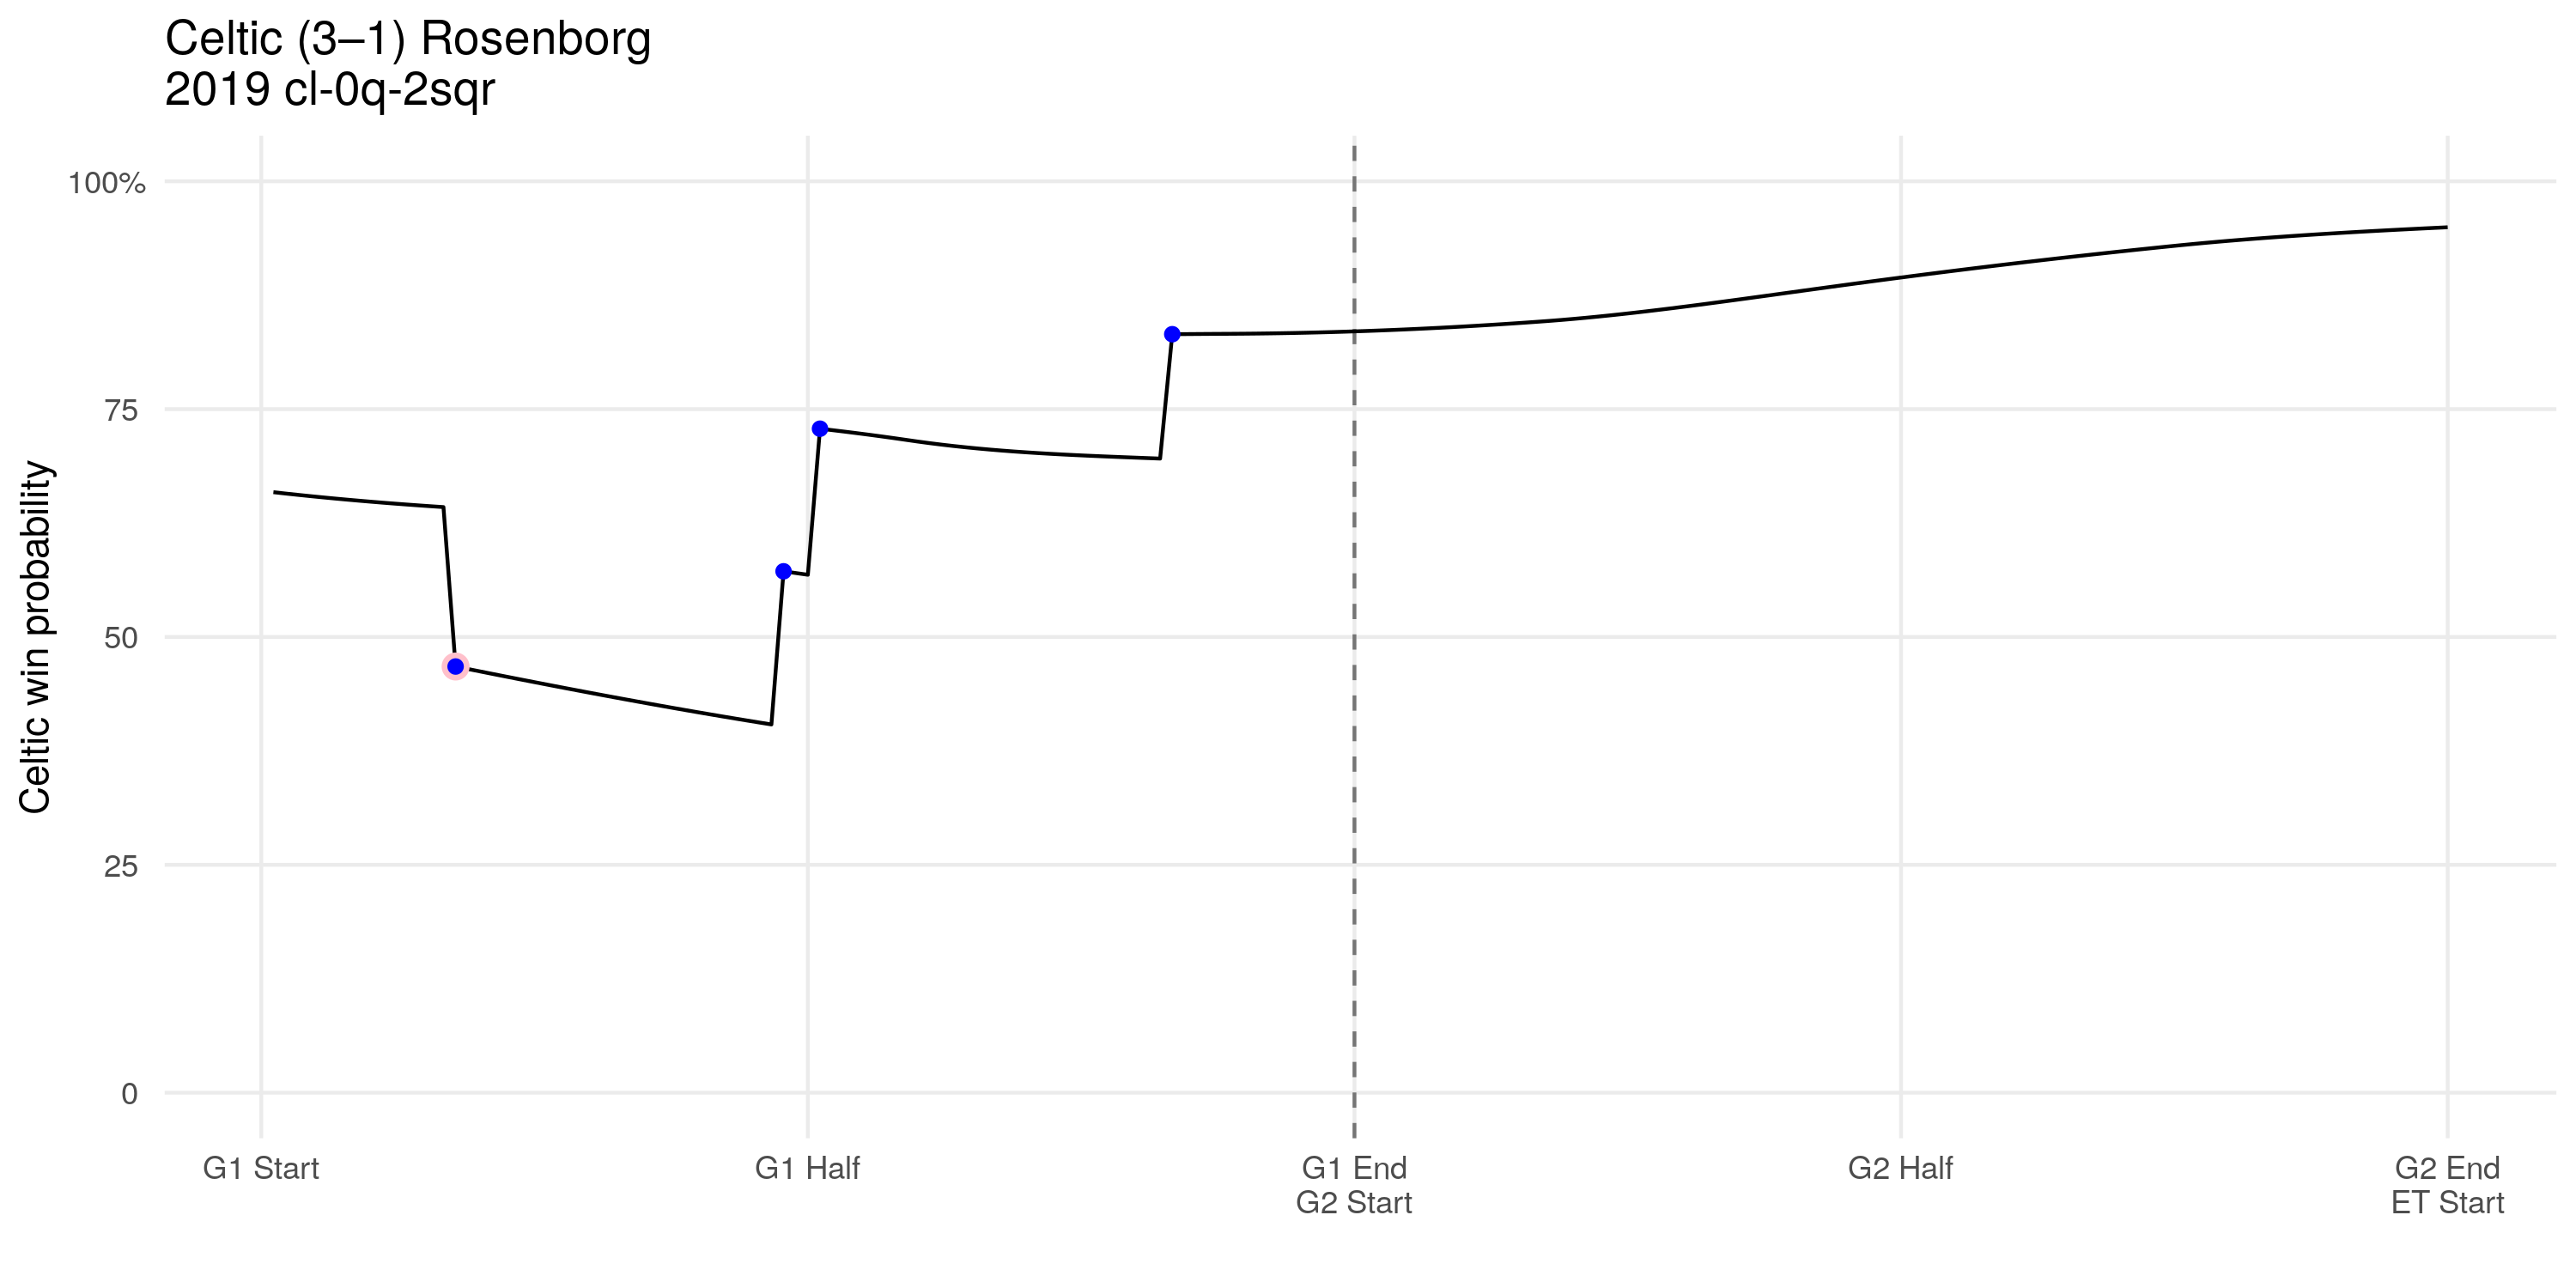 Celtic (3–1) Rosenborg
2019 cl-0q-2sqr
Celtic win probability
100%
75
50
25
0
G1 Start
G1 Half
G1 End
G2 Start
G2 Half
G2 End
ET Start